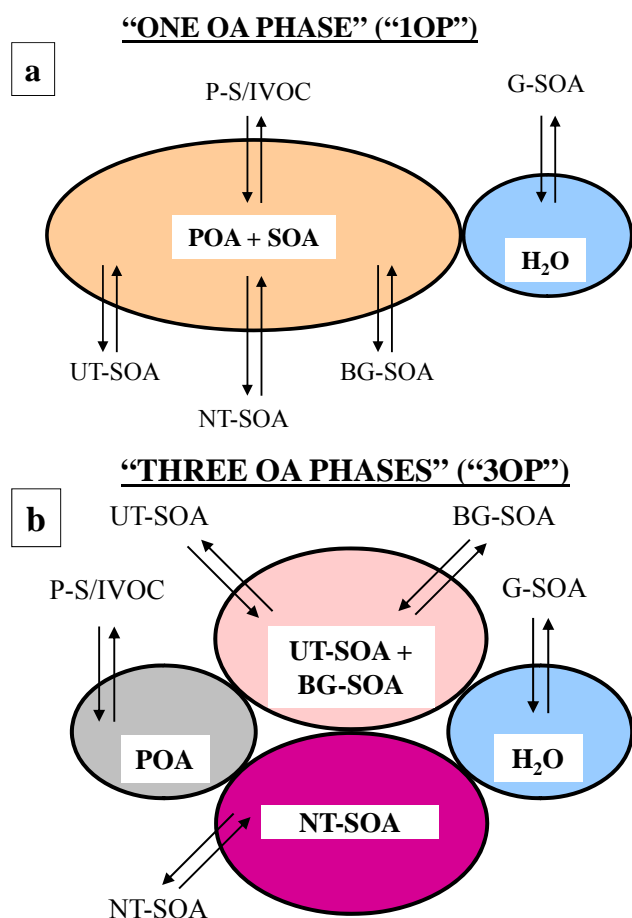 “ONE OA PHASE” (“1OP”)
a
P-S/IVOC
G-SOA
POA + SOA
H₂O
UT-SOA
BG-SOA
NT-SOA
“THREE OA PHASES” (“3OP”)
b
UT-SOA
BG-SOA
P-S/IVOC
G-SOA
UT-SOA +
BG-SOA
POA
H₂O
NT-SOA
NT-SOA